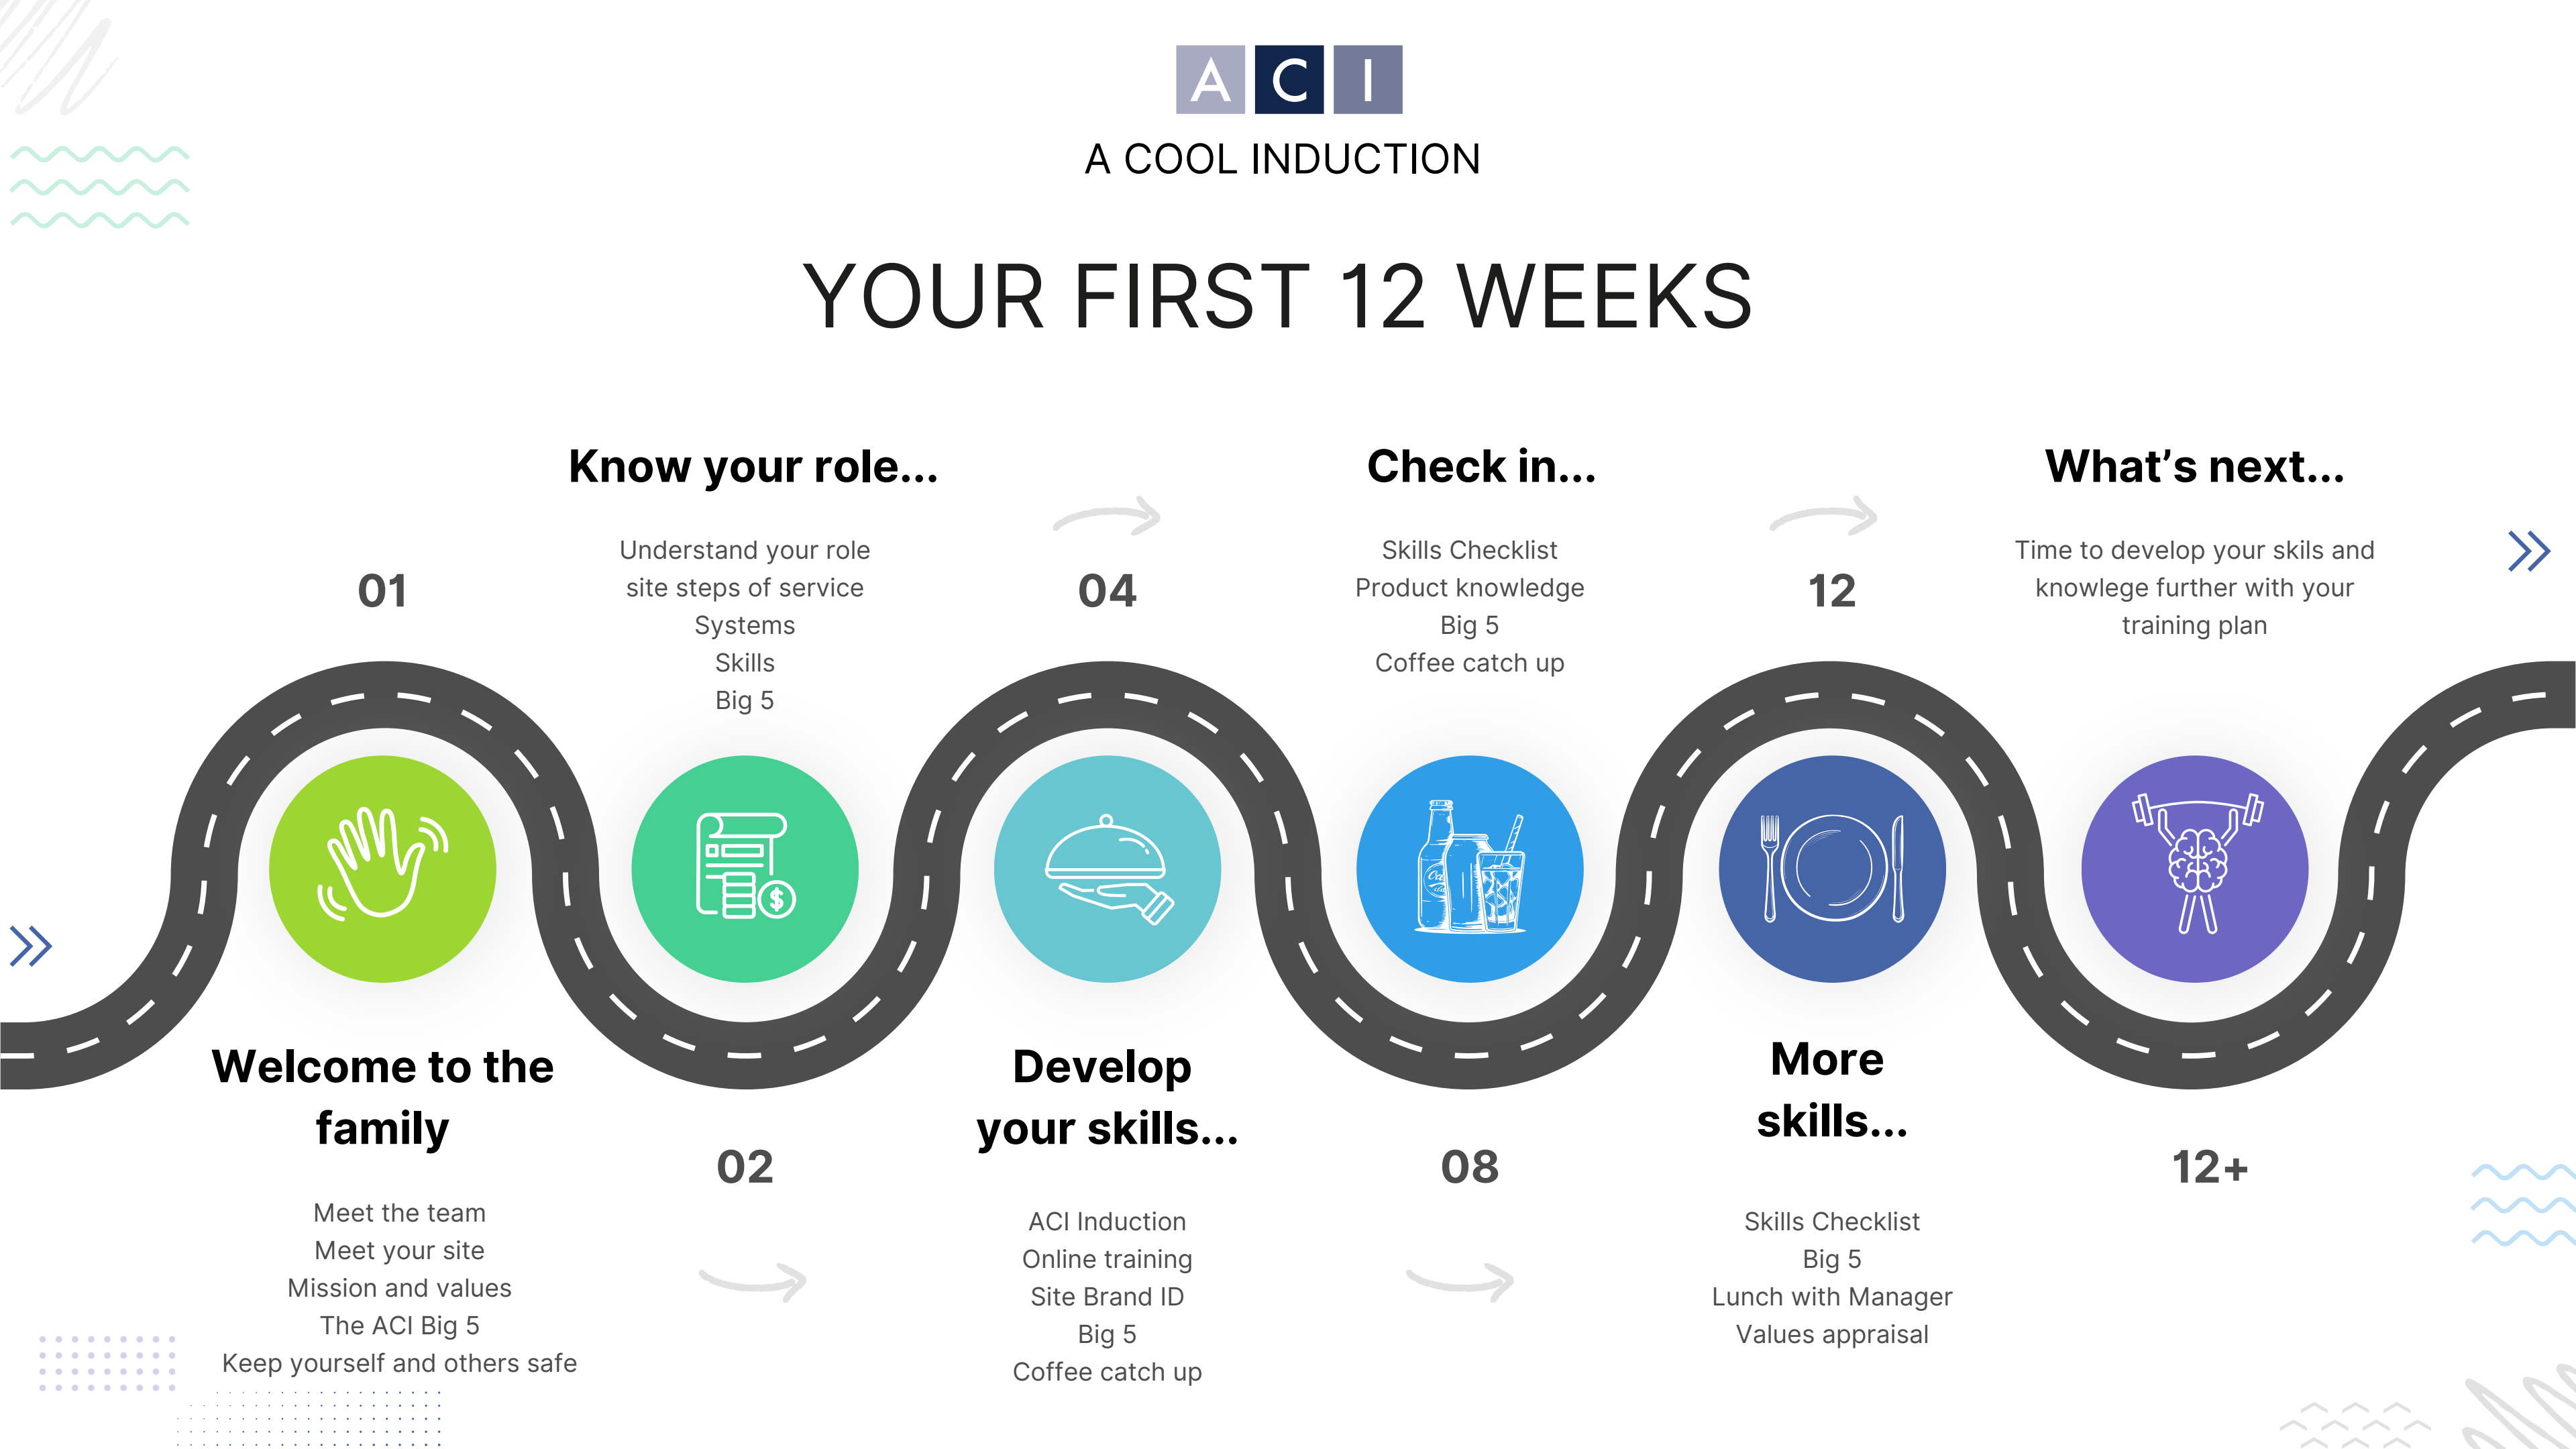 A C I
A COOL INDUCTION
YOUR FIRST 12 WEEKS
01
Welcome to the
family
Meet the team
Meet your site
Mission and values
The ACI Big 5
Keep yourself and others safe
Know your role...
Understand your role
site steps of service
Systems
Skills
Big 5
02
04
Develop
your skills...
ACI Induction
Online training
Site Brand ID
Big 5
Coffee catch up
Check in...
Skills Checklist
Product knowledge
Big 5
Coffee catch up
08
12
More
skills...
Skills Checklist
Big 5
Lunch with Manager
Values appraisal
What’s next...
Time to develop your skils and
knowlege further with your
training plan
12+
$